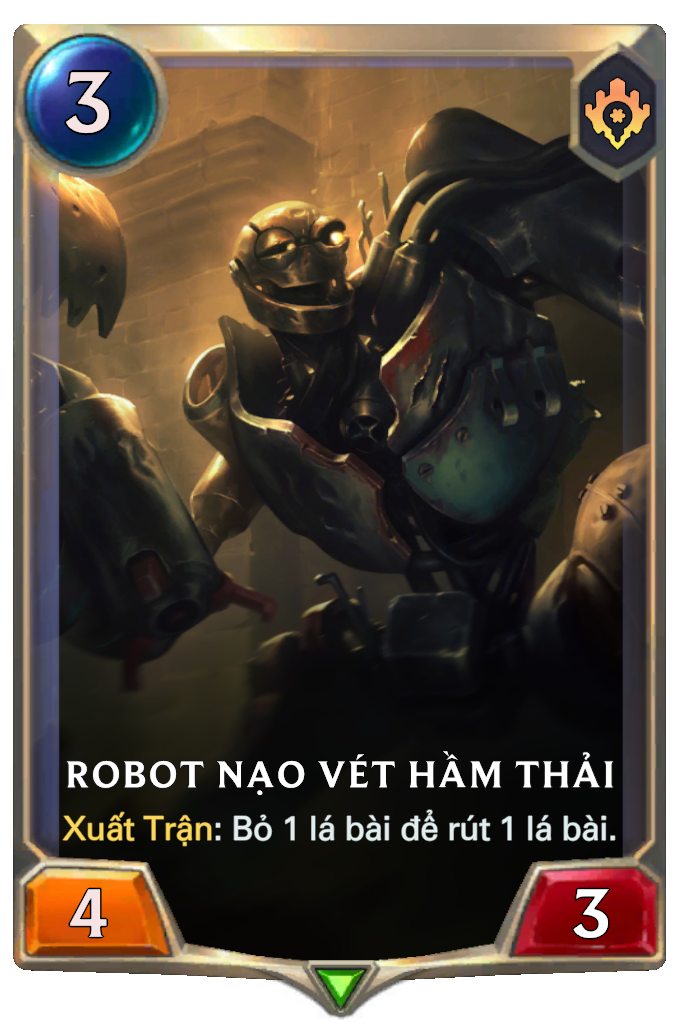 3
ROBOT NẠO VÉT HẦM THẢI
Xuất Trận: Bỏ 1 lá bài để rút 1 lá bài.
4
3